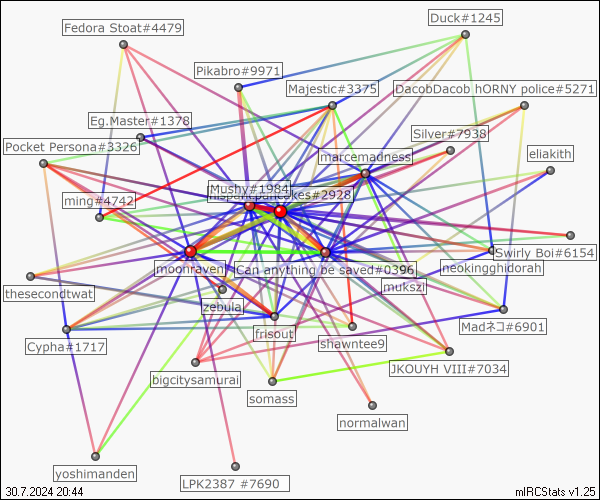 Duck#1245
Fedora Stoat#4479
Pikabro#9971
Majestic#3375
DacobDacob hORNY police#5271
Eg.Master#1378
Silver#7938
Pocket Persona#3326
marcemadness
eliakith
Mushy#1984
pancakes#2928
ming#4742
moonraven
Can anything be saved#0396
Swirly Boi#6154
neokingghidorah
mukszi
thesecondtwat
zebula
frisout
Madネコ#6901
Cypha#1717
shawntee9
bigcitysamurai
JKOUYH VIII#7034
somass
normalwan
yoshimanden
LPK2387 #7690
30.7.2024 20:44
mIRCStats v1.25